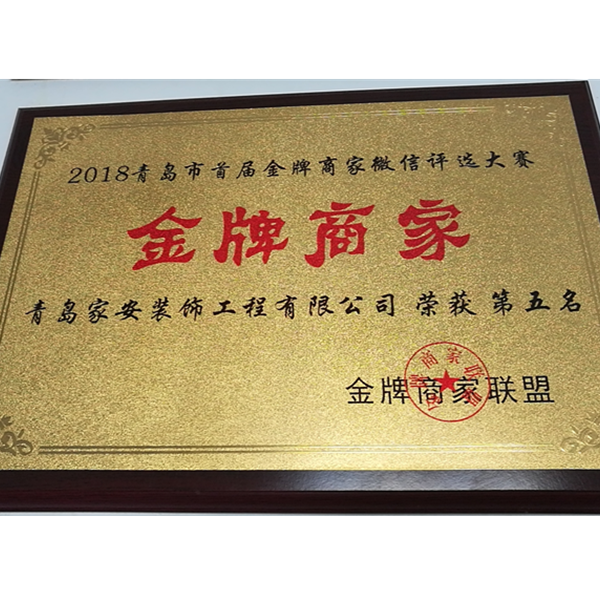 2018青岛市首届金牌商家微信评选大赛
金牌商家
青岛家安装饰工程有限公司 荣获 第五名
金牌商家联盟